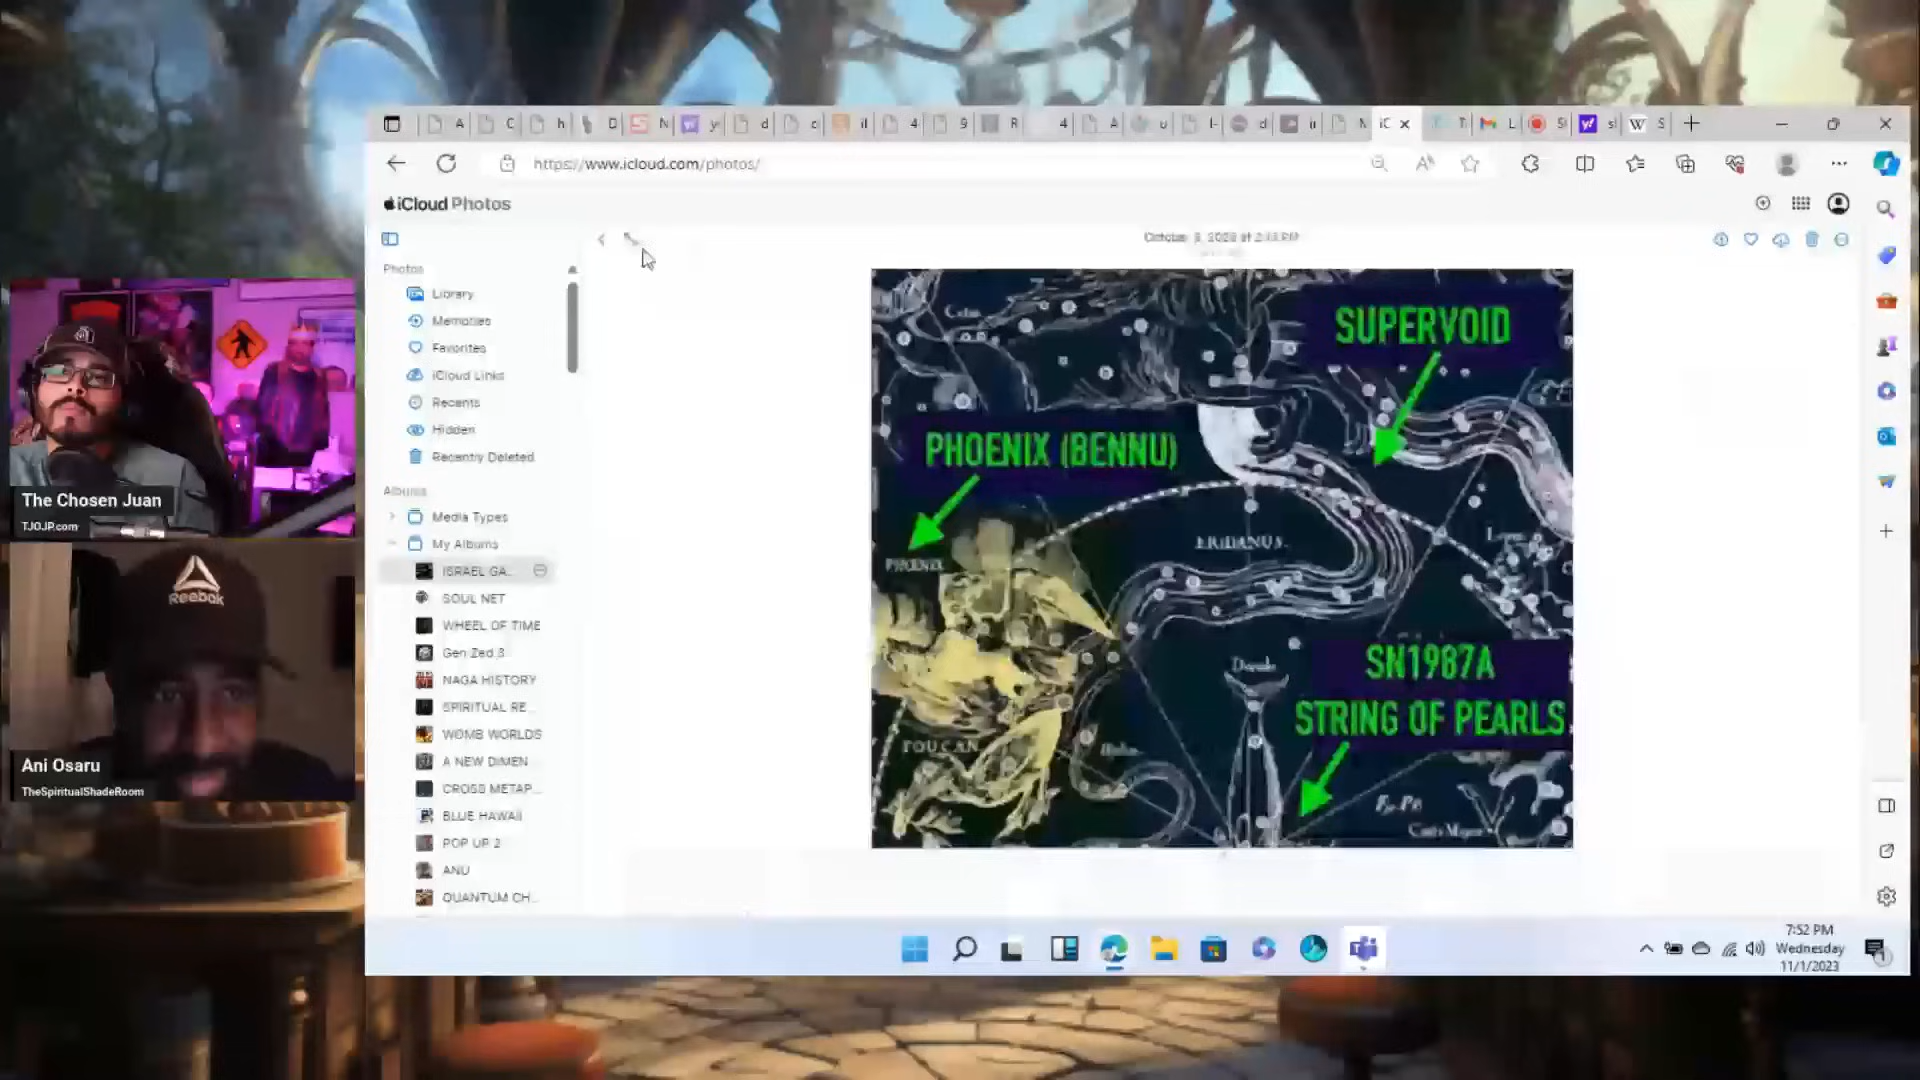 https://www.icloud.com/photos/
iCloud Photos
Photos
Library
Memories
Favorites
iCloud Links
Recents
Hidden
Recently Deleted
Albums
Media Types
My Albums
ISRAEL GA...
SOUL NET
WHEEL OF TIME
Gen Zed 3
NAGA HISTORY
SPIRITUAL RE...
WOMB WORLDS
A NEW DIMEN...
CROSS METAP...
BLUE HAWAII
POP UP 2
ANU
QUANTUM CH...
SUPERVOID
PHOENIX (BENNU)
PHOENIX
ERIDANUS.
SN1987A
STRING OF PEARLS
TOUCAN
The Chosen Juan
TJOJP.com
Reebok
Ani Osaru
TheSpiritualShadeRoom
7:52 PM
Wednesday
11/1/2023